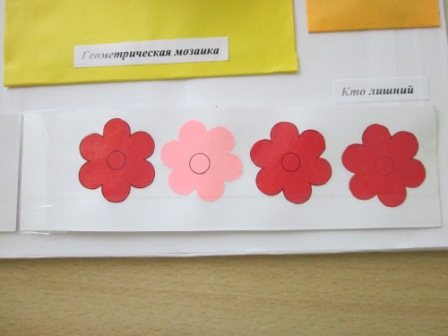 Геометрическая мозаика
Кто лишний